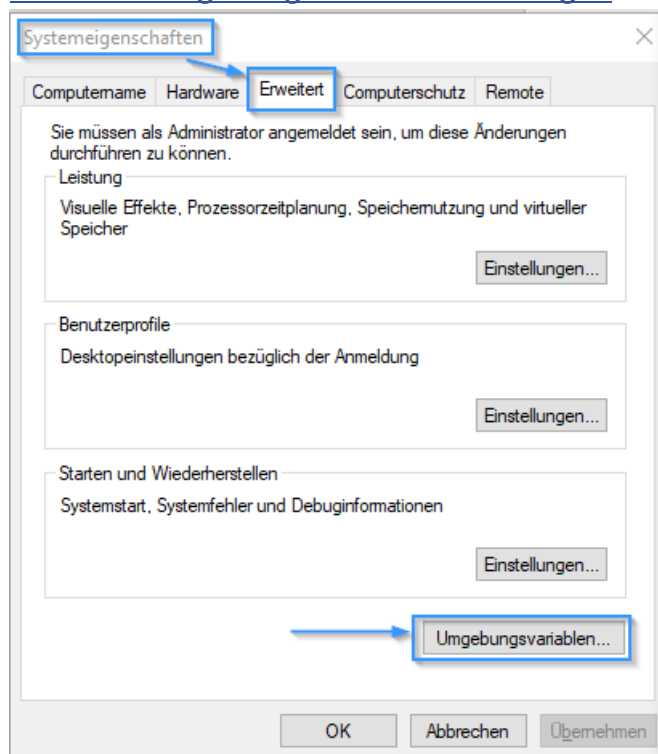 Systemeigenschaften
Computername Hardware Erweitert Computerschutz Remote
Sie müssen als Administrator angemeldet sein, um diese Änderungen
durchführen zu können.
Leistung
Visuelle Effekte, Prozessorzeitplanung, Speichernutzung und virtueller
Speicher
Einstellungen...
Benutzerprofile
Desktopeinstellungen bezüglich der Anmeldung
Einstellungen...
Starten und Wiederherstellen
Systemstart, Systemfehler und Debuginformationen
Einstellungen...
Umgebungsvariablen...
OK Abbrechen Übernehmen